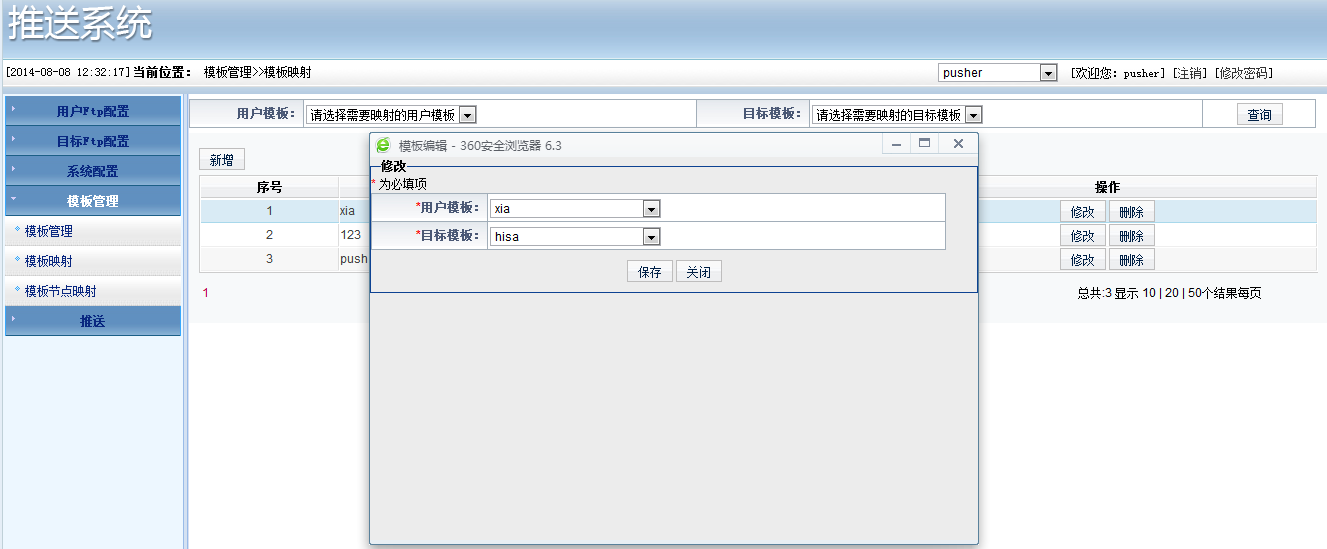 推送系统
[2014-08-08 12:32:17] 当前位置： 模板管理>>模板映射
pusher
[欢迎您：pusher] [注销] [修改密码]
用户Ftp配置
目标Ftp配置
系统配置
模板管理
模板管理
模板映射
模板节点映射
推送
用户模板： 请选择需要映射的用户模板
目标模板： 请选择需要映射的目标模板
查询
新增
序号 操作
1 xia 修改 删除
2 123 修改 删除
3 push 修改 删除
1
总共:3 显示 10 | 20 | 50个结果每页
模板编辑 - 360安全浏览器 6.3
修改
* 为必填项
*用户模板： xia
*目标模板： hisa
保存 关闭